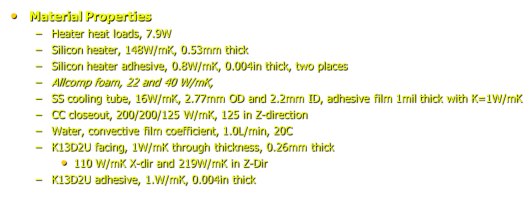 • Material Properties
– Heater heat loads, 7.9W
– Silicon heater, 148W/mK, 0.53mm thick
– Silicon heater adhesive, 0.8W/mK, 0.004in thick, two places
– Allcomp foam, 22 and 40 W/mK,
– SS cooling tube, 16W/mK, 2.77mm OD and 2.2mm ID, adhesive film 1mil thick with K=1W/mK
– CC closeout, 200/200/125 W/mK, 125 in Z-direction
– Water, convective film coefficient, 1.0L/min, 20C
– K13D2U facing, 1W/mK through thickness, 0.26mm thick
• 110 W/mK X-dir and 219W/mK in Z-Dir
– K13D2U adhesive, 1.W/mK, 0.004in thick